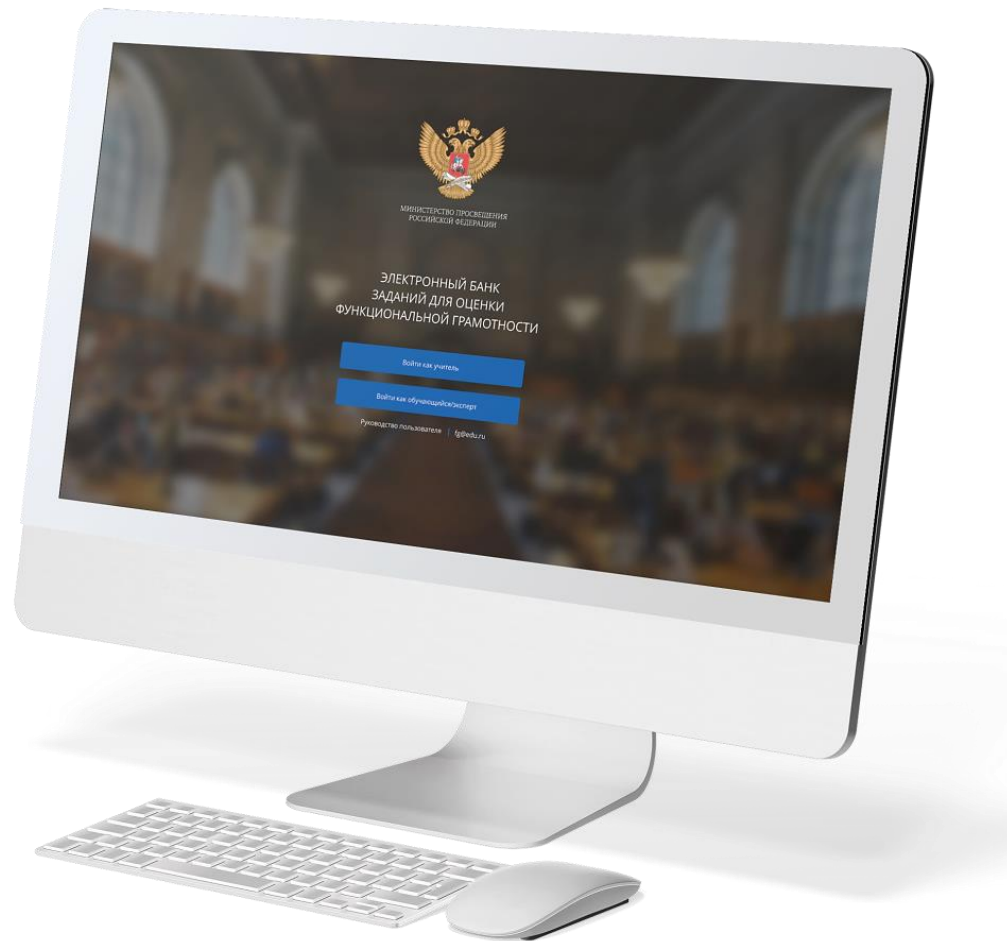 МИНИСТЕРСТВО ПРОСВЕЩЕНИЯ
РОССИЙСКОЙ ФЕДЕРАЦИИ
ЭЛЕКТРОННЫЙ БАНК
ЗАДАНИЙ ДЛЯ ОЦЕНКИ
ФУНКЦИОНАЛЬНОЙ ГРАМОТНОСТИ
Войти как учитель
Войти как обучающийся/эксперт
Руководство пользователя | fg@edu.ru